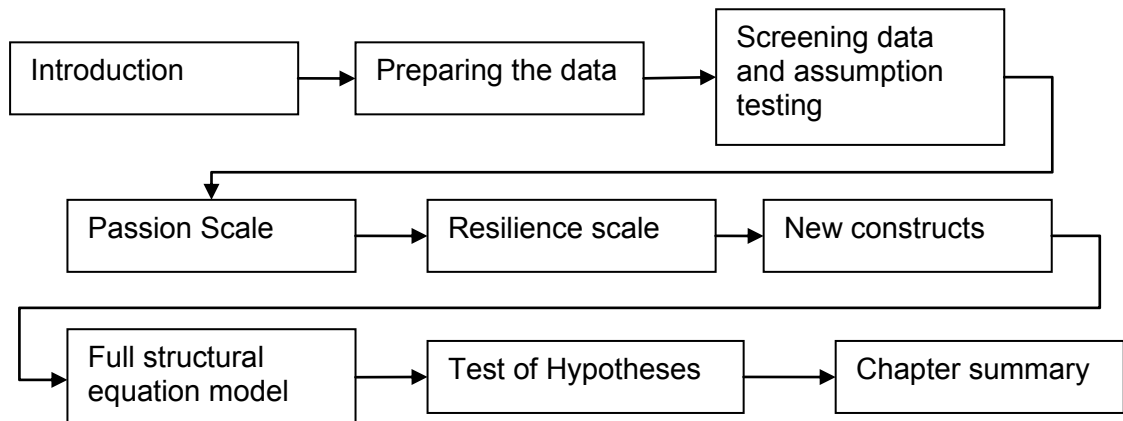 Introduction
Preparing the data
Screening data
and assumption
testing
Passion Scale
Resilience scale
New constructs
Full structural
equation model
Test of Hypotheses
Chapter summary